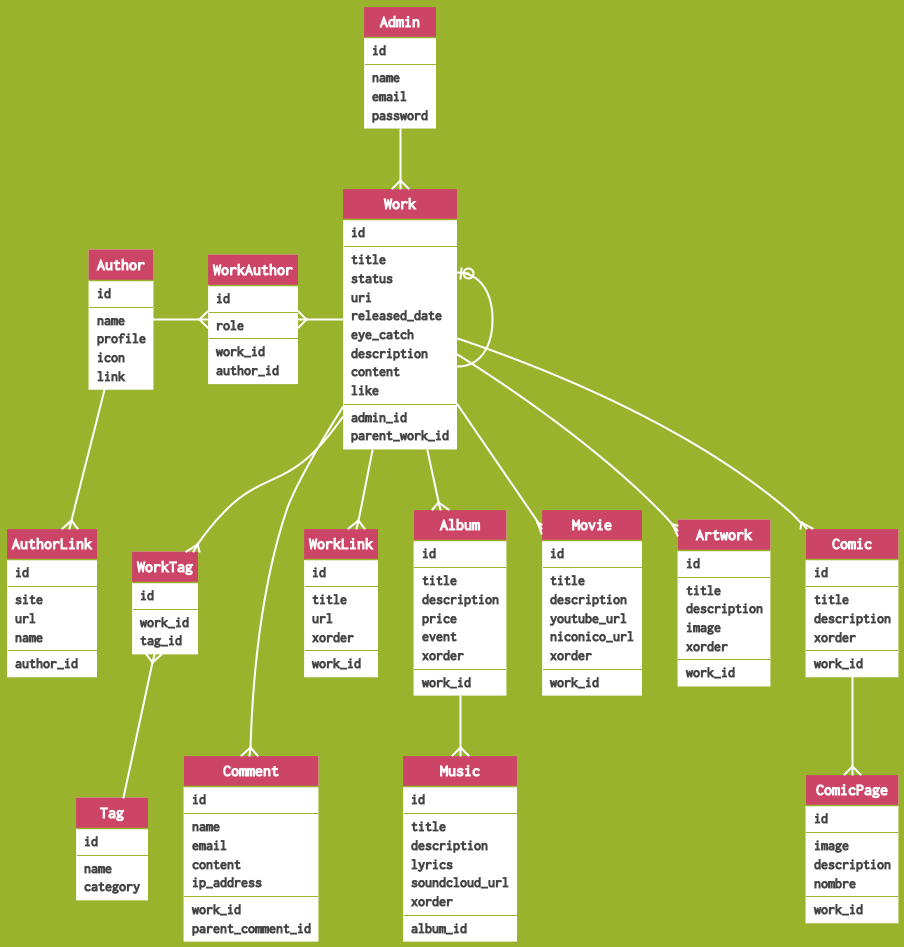 Admin
id
name
email
password
Work
id
title
status
uri
released_date
eye_catch
description
content
like
admin_id
parent_work_id
Author
id
name
profile
icon
link
WorkAuthor
id
role
work_id
author_id
AuthorLink
id
site
url
name
author_id
WorkTag
id
work_id
tag_id
WorkLink
id
title
url
xorder
work_id
Album
id
title
description
price
event
xorder
work_id
Movie
id
title
description
youtube_url
niconico_url
xorder
work_id
Artwork
id
title
description
image
xorder
work_id
Comic
id
title
description
xorder
work_id
Tag
id
name
category
Comment
id
name
email
content
ip_address
work_id
parent_comment_id
Music
id
title
description
lyrics
soundcloud_url
xorder
album_id
ComicPage
id
image
description
nombre
work_id